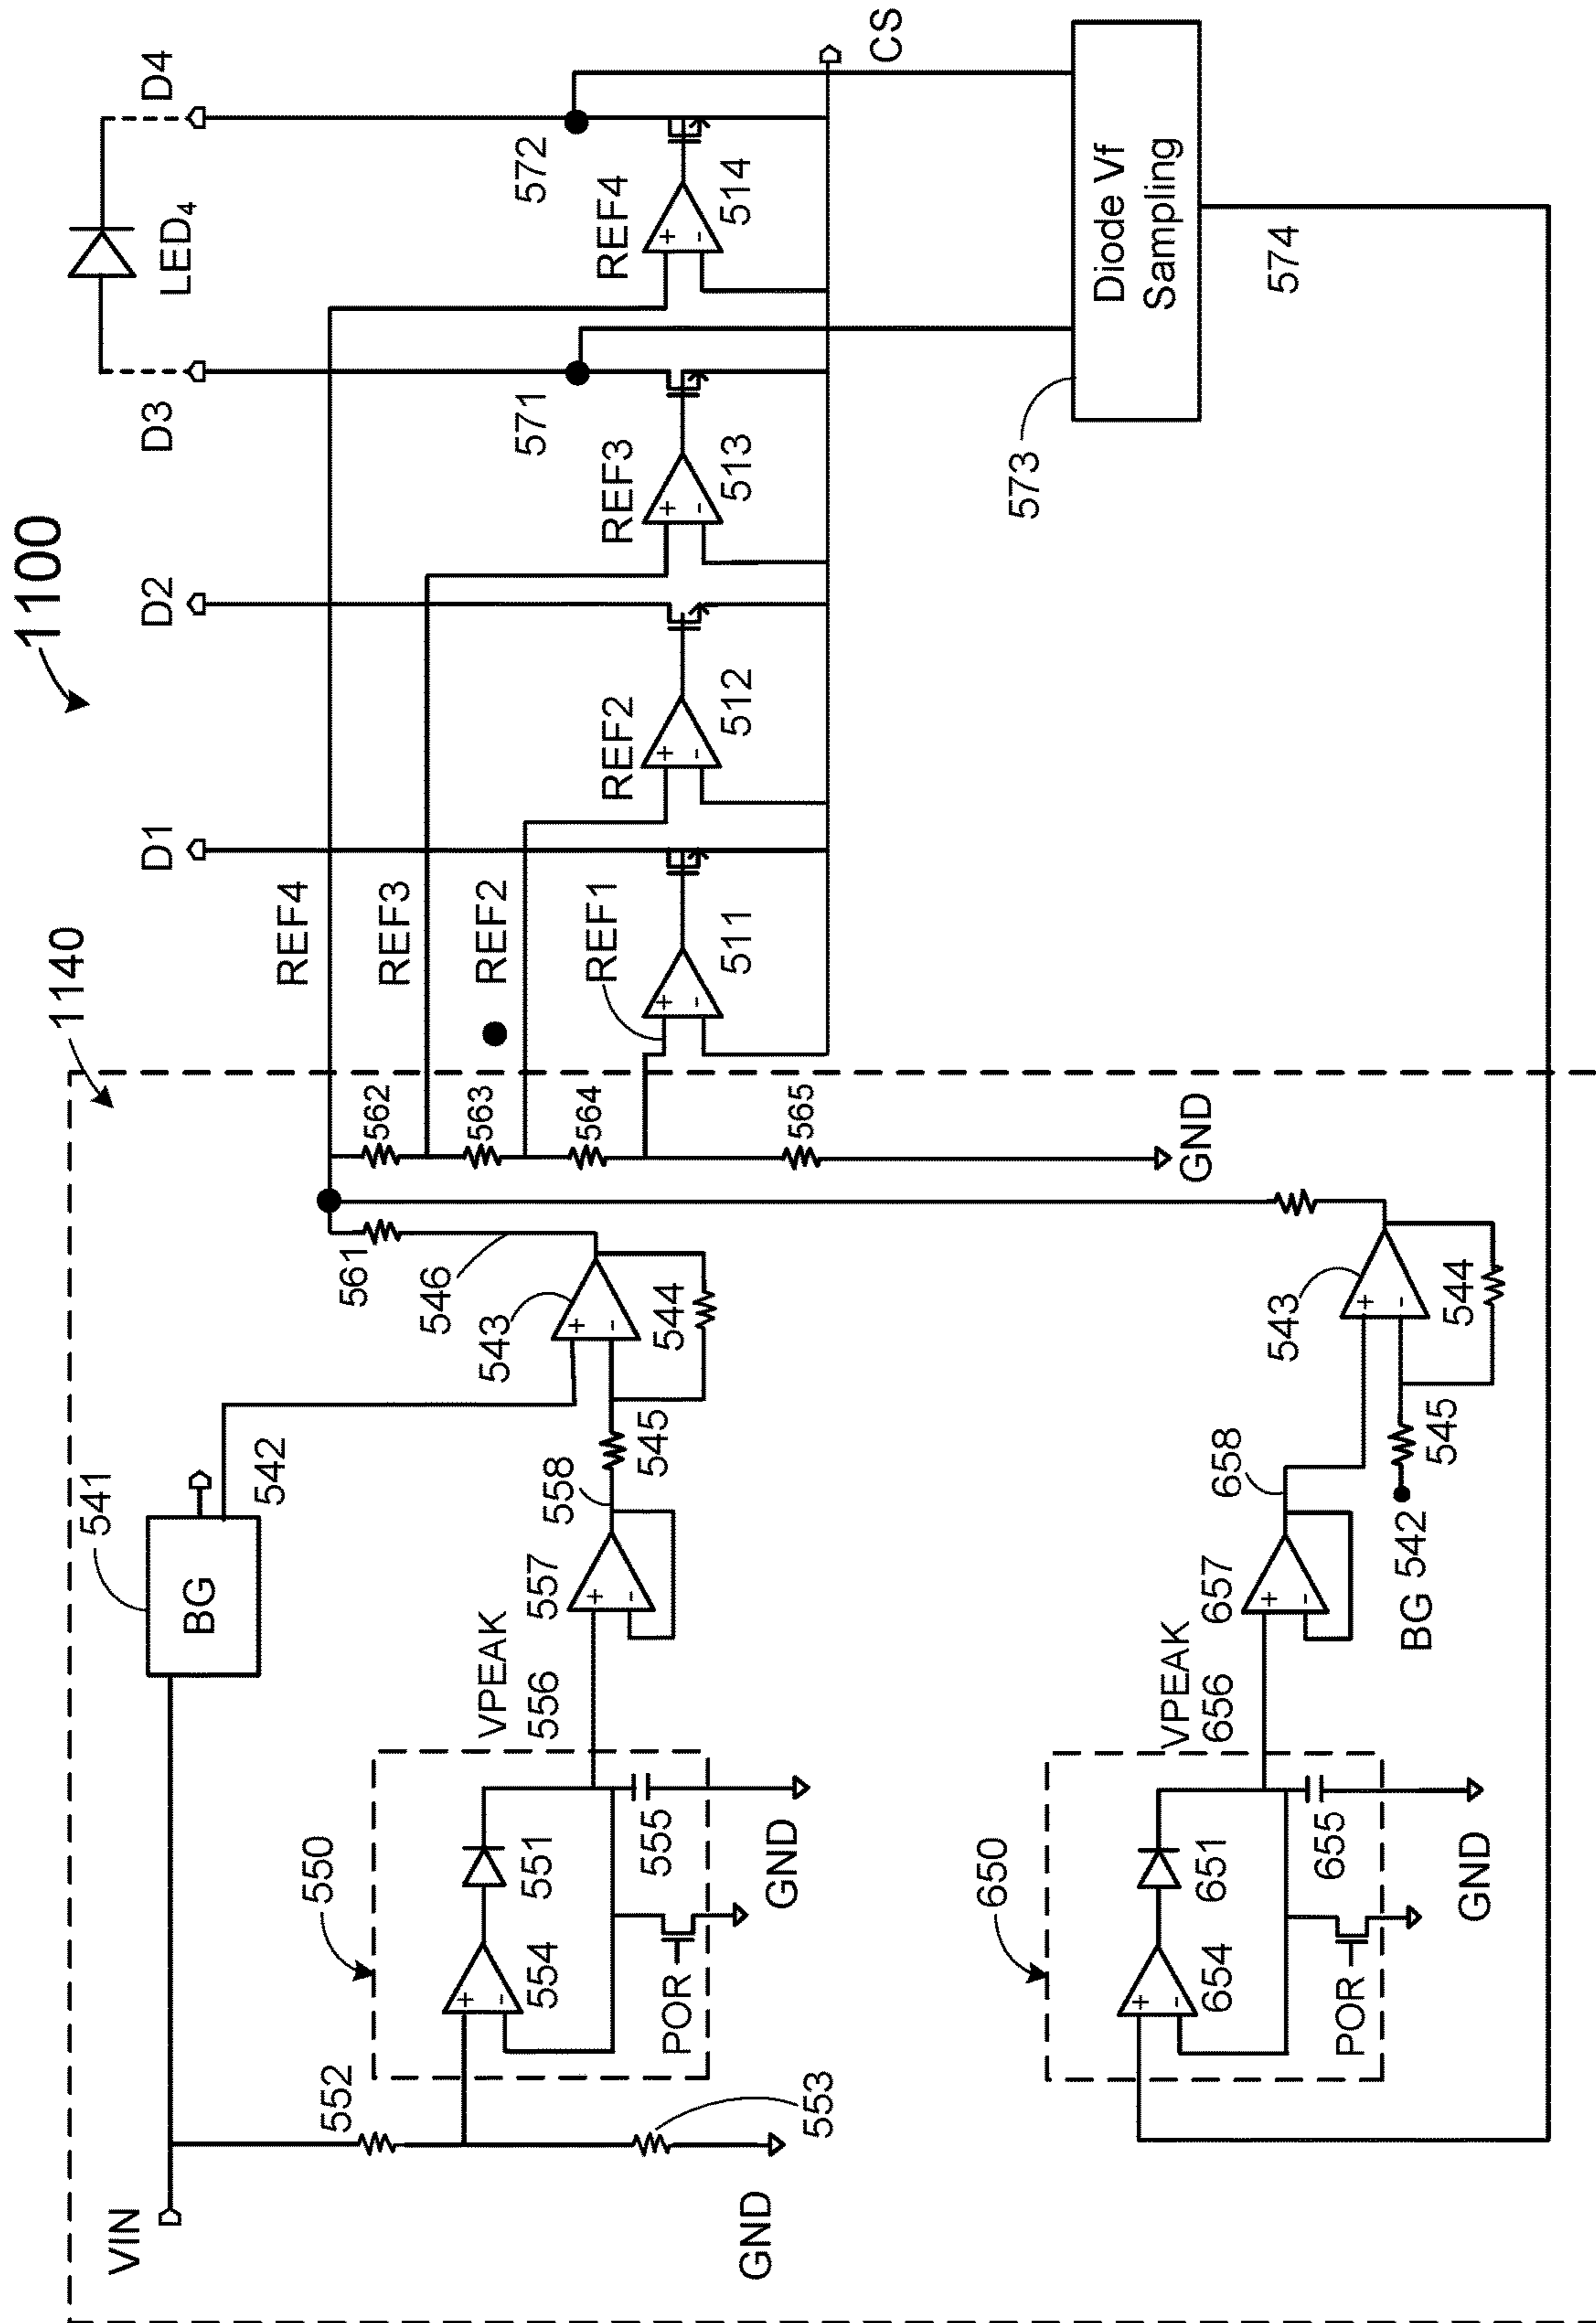 1100
1140
VIN
541
BG
542
552
553
GND
550
554
+
-
551
555
POR
GND
VPEAK
556
557
+
-
558
545
543
+
-
544
546
561
562
563
564
565
GND
REF4
REF3
REF2
REF1
D1
D2
D3
D4
LED4
+
-
511
REF2
+
-
512
REF3
+
-
513
REF4
+
-
514
571
572
CS
573
Diode Vf
Sampling
574
650
654
+
-
651
655
POR
GND
VPEAK
656
657
+
-
658
BG 542
545
543
+
-
544